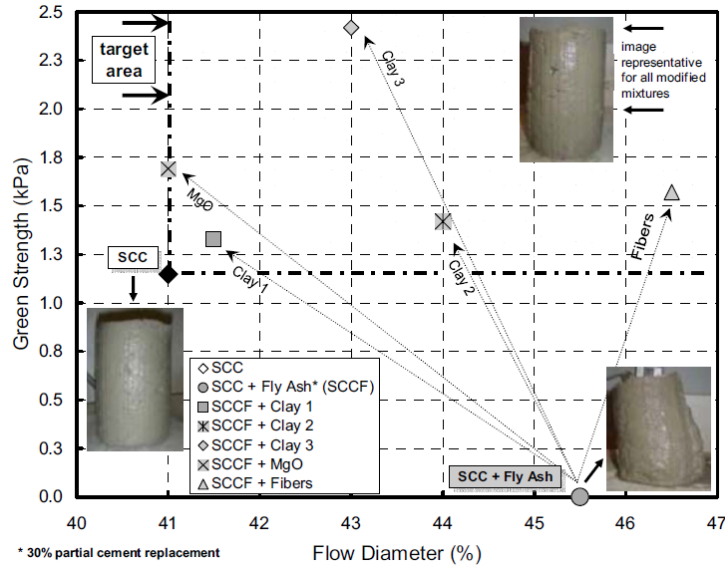 2.5
2.3
2.0
1.8
1.5
1.3
1.0
0.8
0.5
0.3
0.0
Green Strength (kPa)
target
area
image
representative
for all modified
mixtures
Clay 3
MgO
Clay 1
Clay 2
Fibers
SCC
SCC
SCC + Fly Ash* (SCCF)
SCCF + Clay 1
SCCF + Clay 2
SCCF + Clay 3
SCCF + MgO
SCCF + Fibers
SCC + Fly Ash
40 41 42 43 44 45 46 47
* 30% partial cement replacement
Flow Diameter (%)